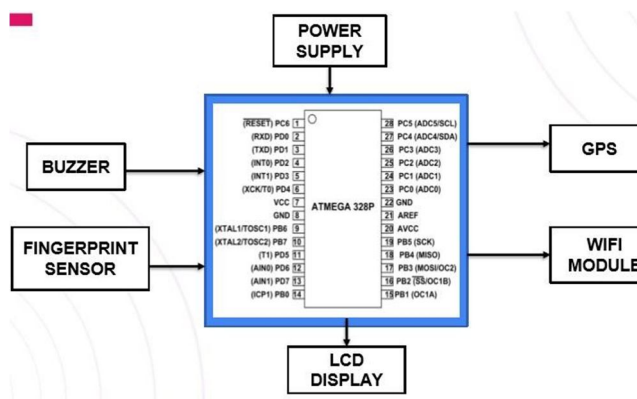 POWER
SUPPLY
BUZZER
FINGERPRINT
SENSOR
(RESET) PC6 1
(RXD) PD0 2
(TXD) PD1 3
(INT0) PD2 4
(INT1) PD3 5
(XCK/T0) PD4 6
VCC 7
GND 8
(XTAL1/TOSC1) PB6 9
(XTAL2/TOSC2) PB7 10
(T1) PD5 11
(AIN0) PD6 12
(AIN1) PD7 13
(ICP1) PB0 14
ATMEGA 328P
28 PC5 (ADC5/SCL)
27 PC4 (ADC4/SDA)
26 PC3 (ADC3)
25 PC2 (ADC2)
24 PC1 (ADC1)
23 PC0 (ADC0)
22 GND
21 AREF
20 AVCC
19 PB5 (SCK)
18 PB4 (MISO)
17 PB3 (MOSI/OC2)
16 PB2 (SS/OC1B)
15 PB1 (OC1A)
GPS
WIFI
MODULE
LCD
DISPLAY